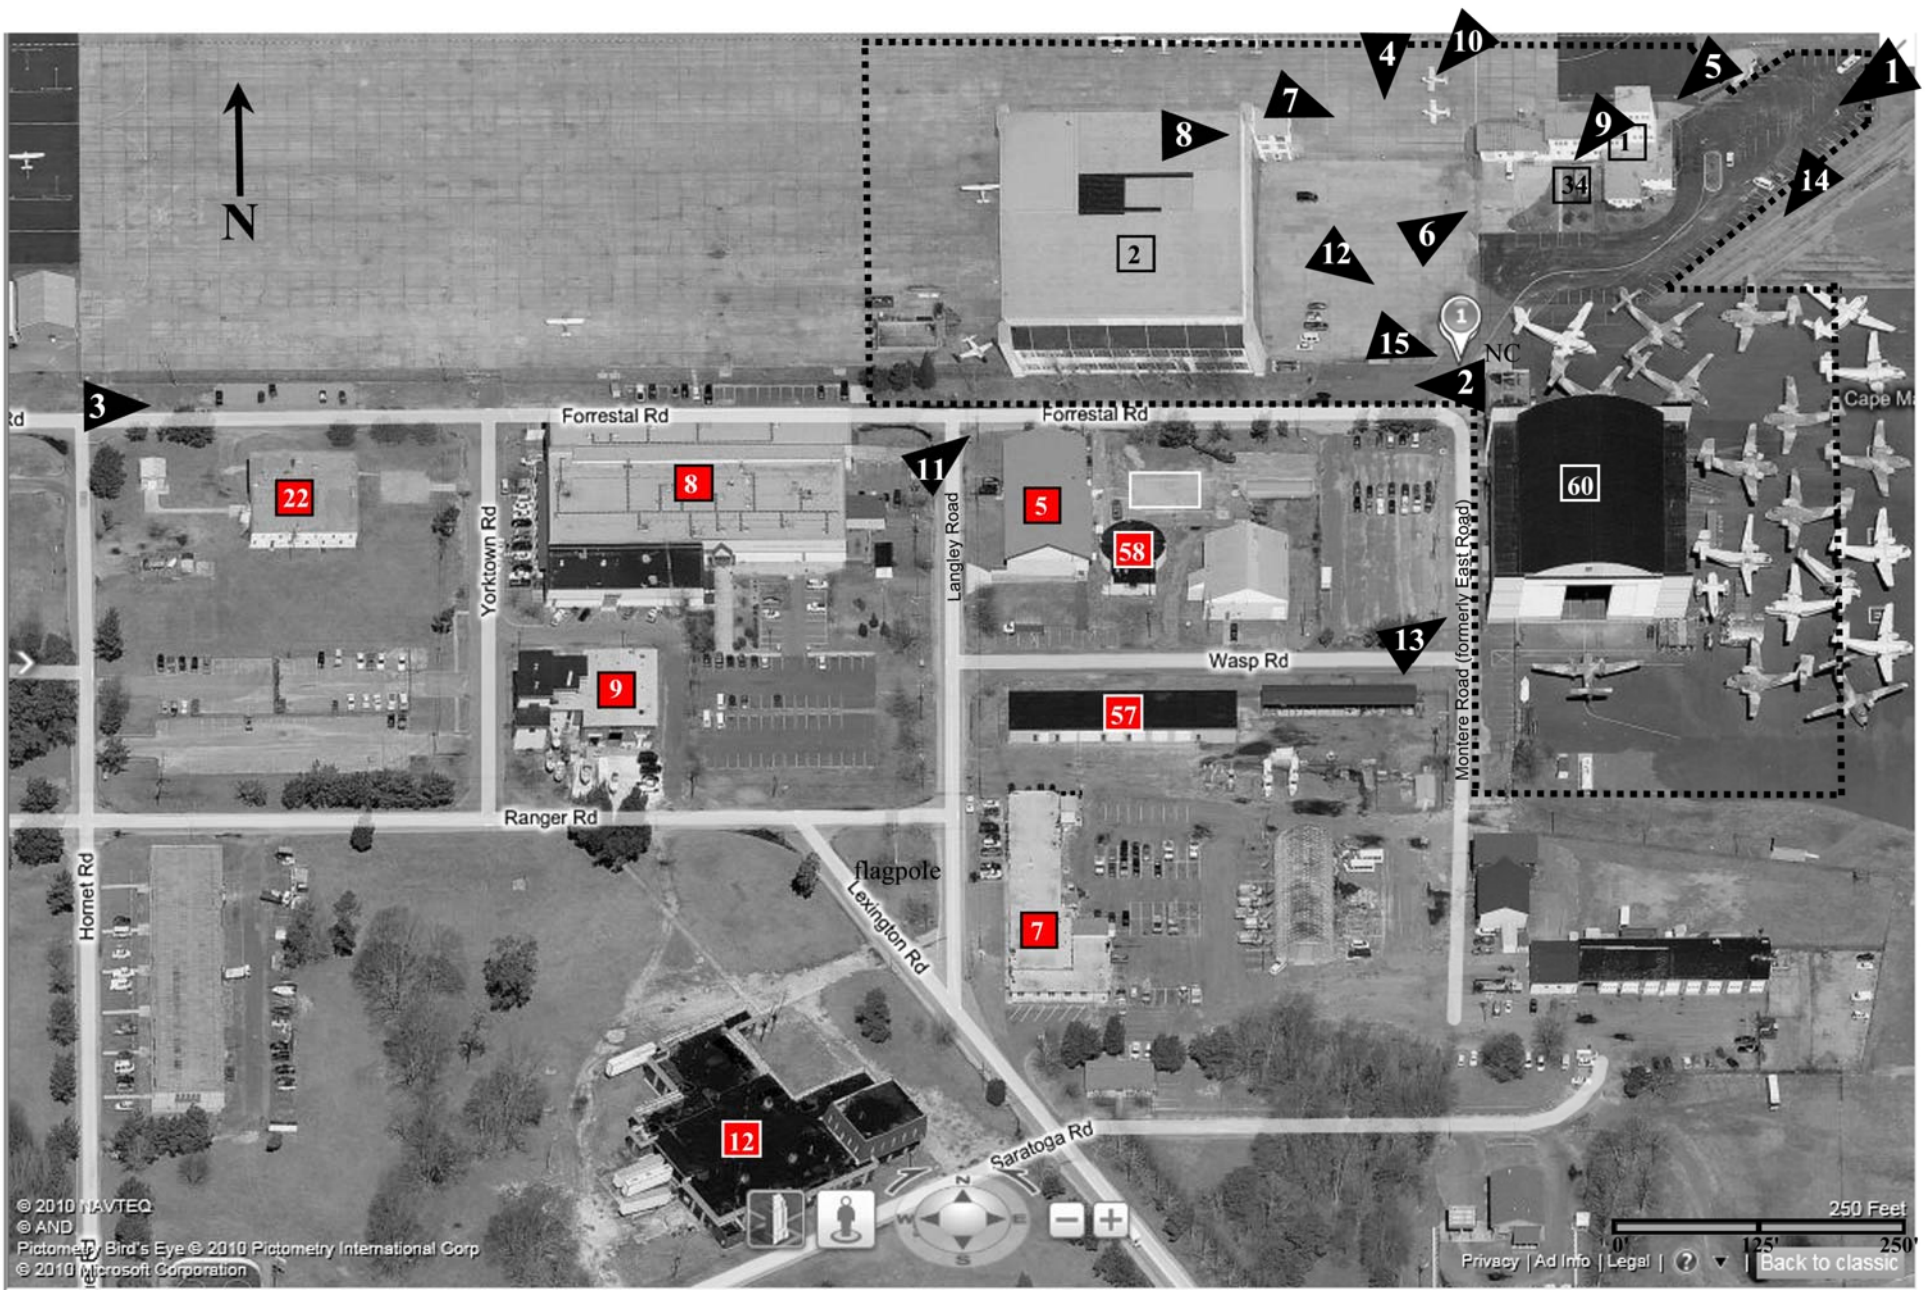 10
4
5
1
7
8
9
1
14
34
N
6
2
12
1
15
NC
2
3
Cape Ma
Rd
Forrestal Rd
Forrestal Rd
11
22
8
5
60
Yorktown Rd
Langley Road
58
Montere Road (formerly East Road)
13
Wasp Rd
9
57
Ranger Rd
flagpole
Hornet Rd
Lexington Rd
7
12
Saratoga Rd
N
W
E
S
© 2010 NAVTEQ
© AND
Pictometry Bird's Eye © 2010 Pictometry International Corp
© 2010 Microsoft Corporation
250 Feet
0' 125' 250'
Privacy | Ad Info | Legal | ? | Back to classic